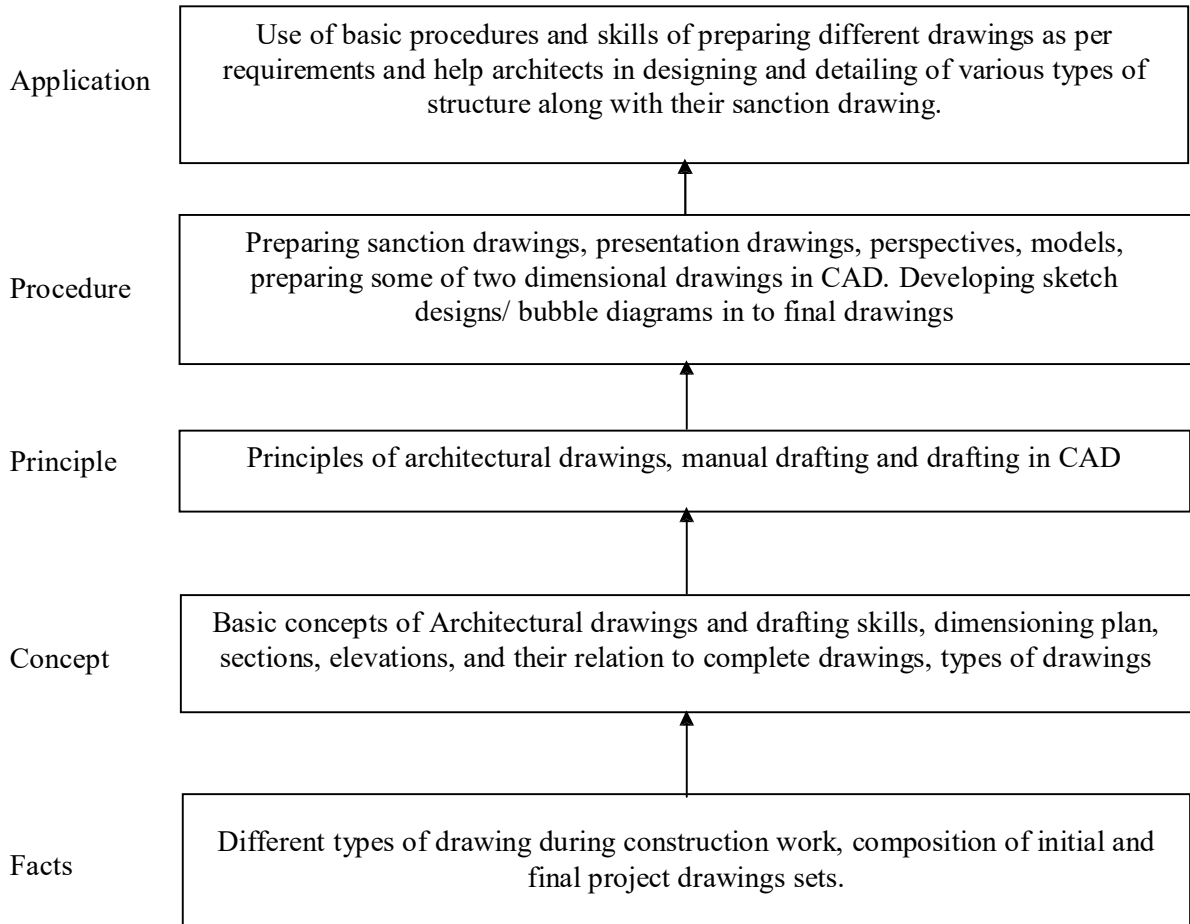 Application
Use of basic procedures and skills of preparing different drawings as per
requirements and help architects in designing and detailing of various types of
structure along with their sanction drawing.
Procedure
Preparing sanction drawings, presentation drawings, perspectives, models,
preparing some of two dimensional drawings in CAD. Developing sketch
designs/ bubble diagrams in to final drawings
Principle
Principles of architectural drawings, manual drafting and drafting in CAD
Concept
Basic concepts of Architectural drawings and drafting skills, dimensioning plan,
sections, elevations, and their relation to complete drawings, types of drawings
Facts
Different types of drawing during construction work, composition of initial and
final project drawings sets.